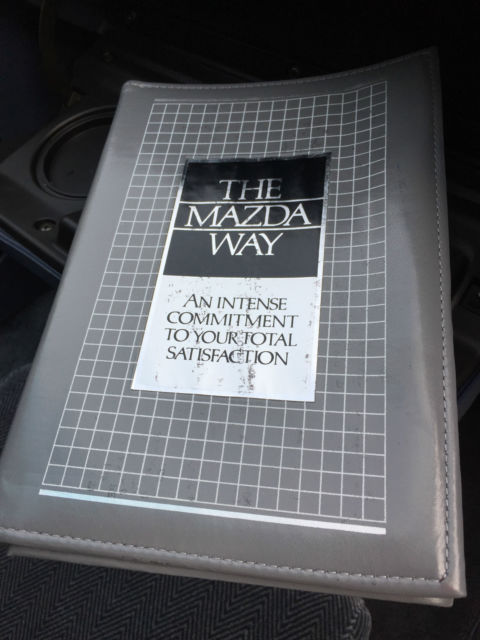 THE
MAZDA
WAY
AN INTENSE
COMMITMENT
TO YOUR TOTAL
SATISFACTION